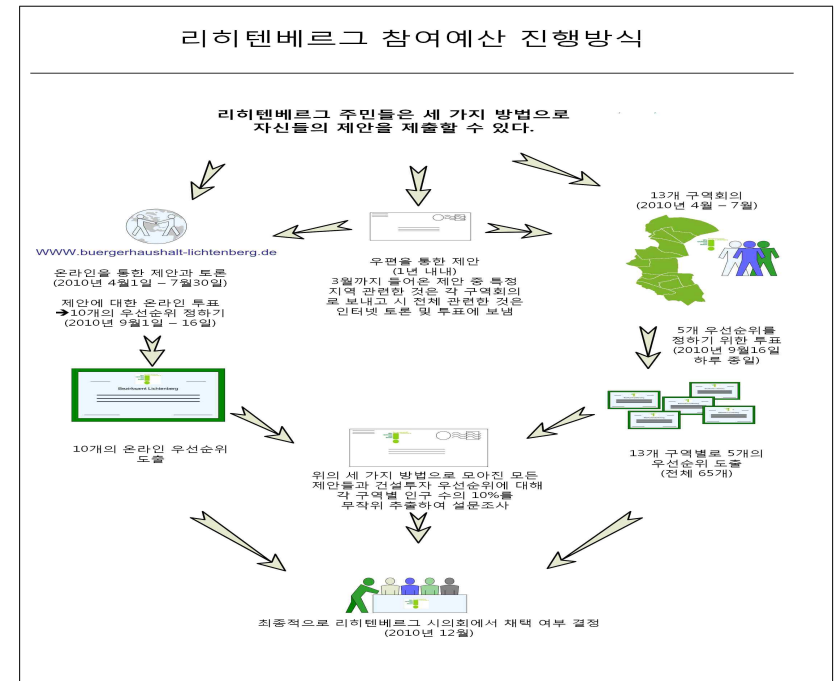 리히텐베르그 참여예산 진행방식
리히텐베르그 주민들은 세 가지 방법으로
자신들의 제안을 제출할 수 있다.
WWW.buergerhaushalt-lichtenberg.de
온라인을 통한 제안과 토론
(2010년 4월1일 – 7월30일)
제안에 대한 온라인 투표
➔10개의 우선순위 정하기
(2010년 9월1일 – 16일)
우편을 통한 제안
(1년 내내)
3월까지 들어온 제안 중 특정
지역 관련한 것은 각 구역회의
로 보내고 시 전체 관련한 것은
인터넷 토론 및 투표에 보냄
13개 구역회의
(2010년 4월 – 7월)
5개 우선순위를
정하기 위한 투표
(2010년 9월16일
하루 종일)
Bezirksamt Lichtenberg
10개의 온라인 우선순위
도출
위의 세 가지 방법으로 모아진 모든
제안들과 건설투자 우선순위에 대해
각 구역별 인구 수의 10%를
무작위 추출하여 설문조사
13개 구역별로 5개의
우선순위 도출
(전체 65개)
최종적으로 리히텐베르그 시의회에서 채택 여부 결정
(2010년 12월)